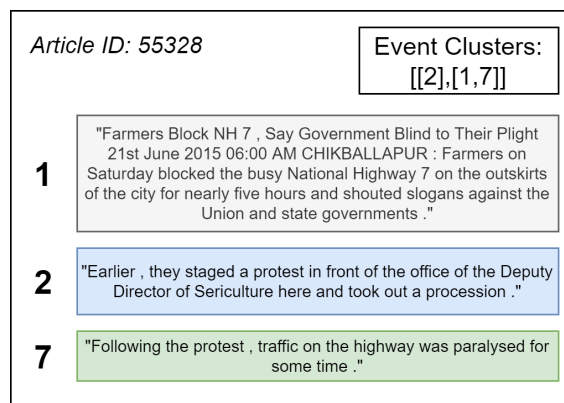 Article ID: 55328
Event Clusters:
[[2],[1,7]]
1
"Farmers Block NH 7 , Say Government Blind to Their Plight
21st June 2015 06:00 AM CHIKBALLAPUR : Farmers on
Saturday blocked the busy National Highway 7 on the outskirts
of the city for nearly five hours and shouted slogans against the
Union and state governments ."
2
"Earlier , they staged a protest in front of the office of the Deputy
Director of Sericulture here and took out a procession ."
7
"Following the protest , traffic on the highway was paralysed for
some time ."